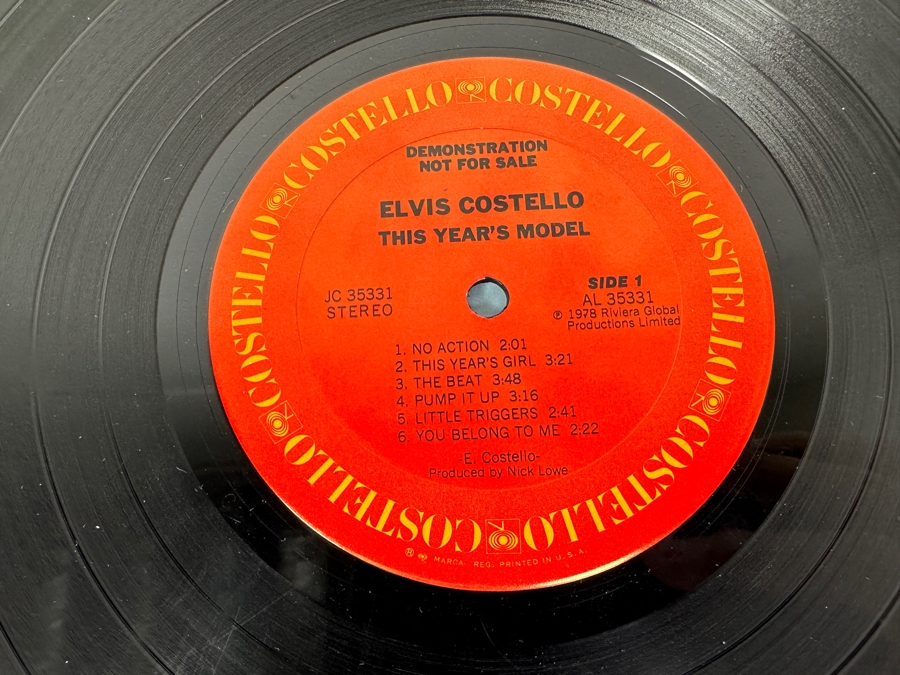 COSTELLO COSTELLO COSTELLO COSTELLO COSTELLO COSTELLO COSTELLO COSTELLO
DEMONSTRATION
NOT FOR SALE
ELVIS COSTELLO
THIS YEAR'S MODEL
JC 35331
STEREO
SIDE 1
AL 35331
℗ 1978 Riviera Global
Productions Limited
1. NO ACTION 2:01
2. THIS YEAR'S GIRL 3:21
3. THE BEAT 3:48
4. PUMP IT UP 3:16
5. LITTLE TRIGGERS 2:41
6. YOU BELONG TO ME 2:22
-E. Costello-
Produced by Nick Lowe
® MARCA REG. PRINTED IN U.S.A.